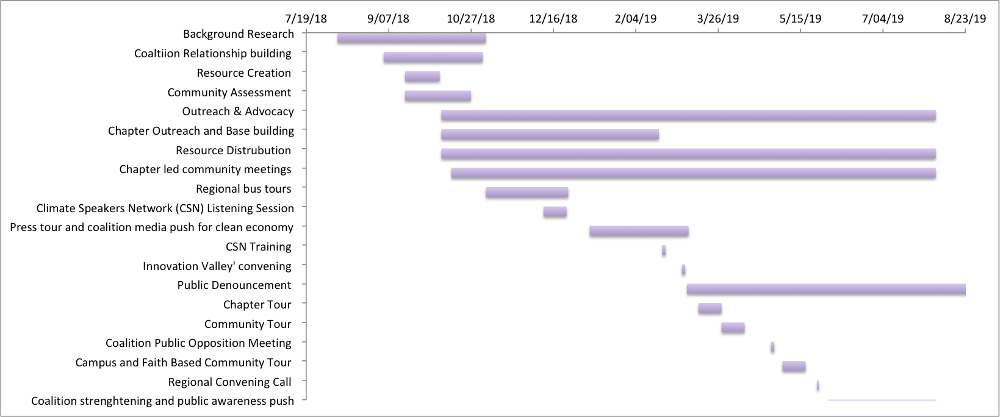 7/19/18 9/07/18 10/27/18 12/16/18 2/04/19 3/26/19 5/15/19 7/04/19 8/23/19
Background Research
Coaltiion Relationship building
Resource Creation
Community Assessment
Outreach & Advocacy
Chapter Outreach and Base building
Resource Distrubution
Chapter led community meetings
Regional bus tours
Climate Speakers Network (CSN) Listening Session
Press tour and coalition media push for clean economy
CSN Training
Innovation Valley' convening
Public Denouncement
Chapter Tour
Community Tour
Coalition Public Opposition Meeting
Campus and Faith Based Community Tour
Regional Convening Call
Coalition strenghtening and public awareness push